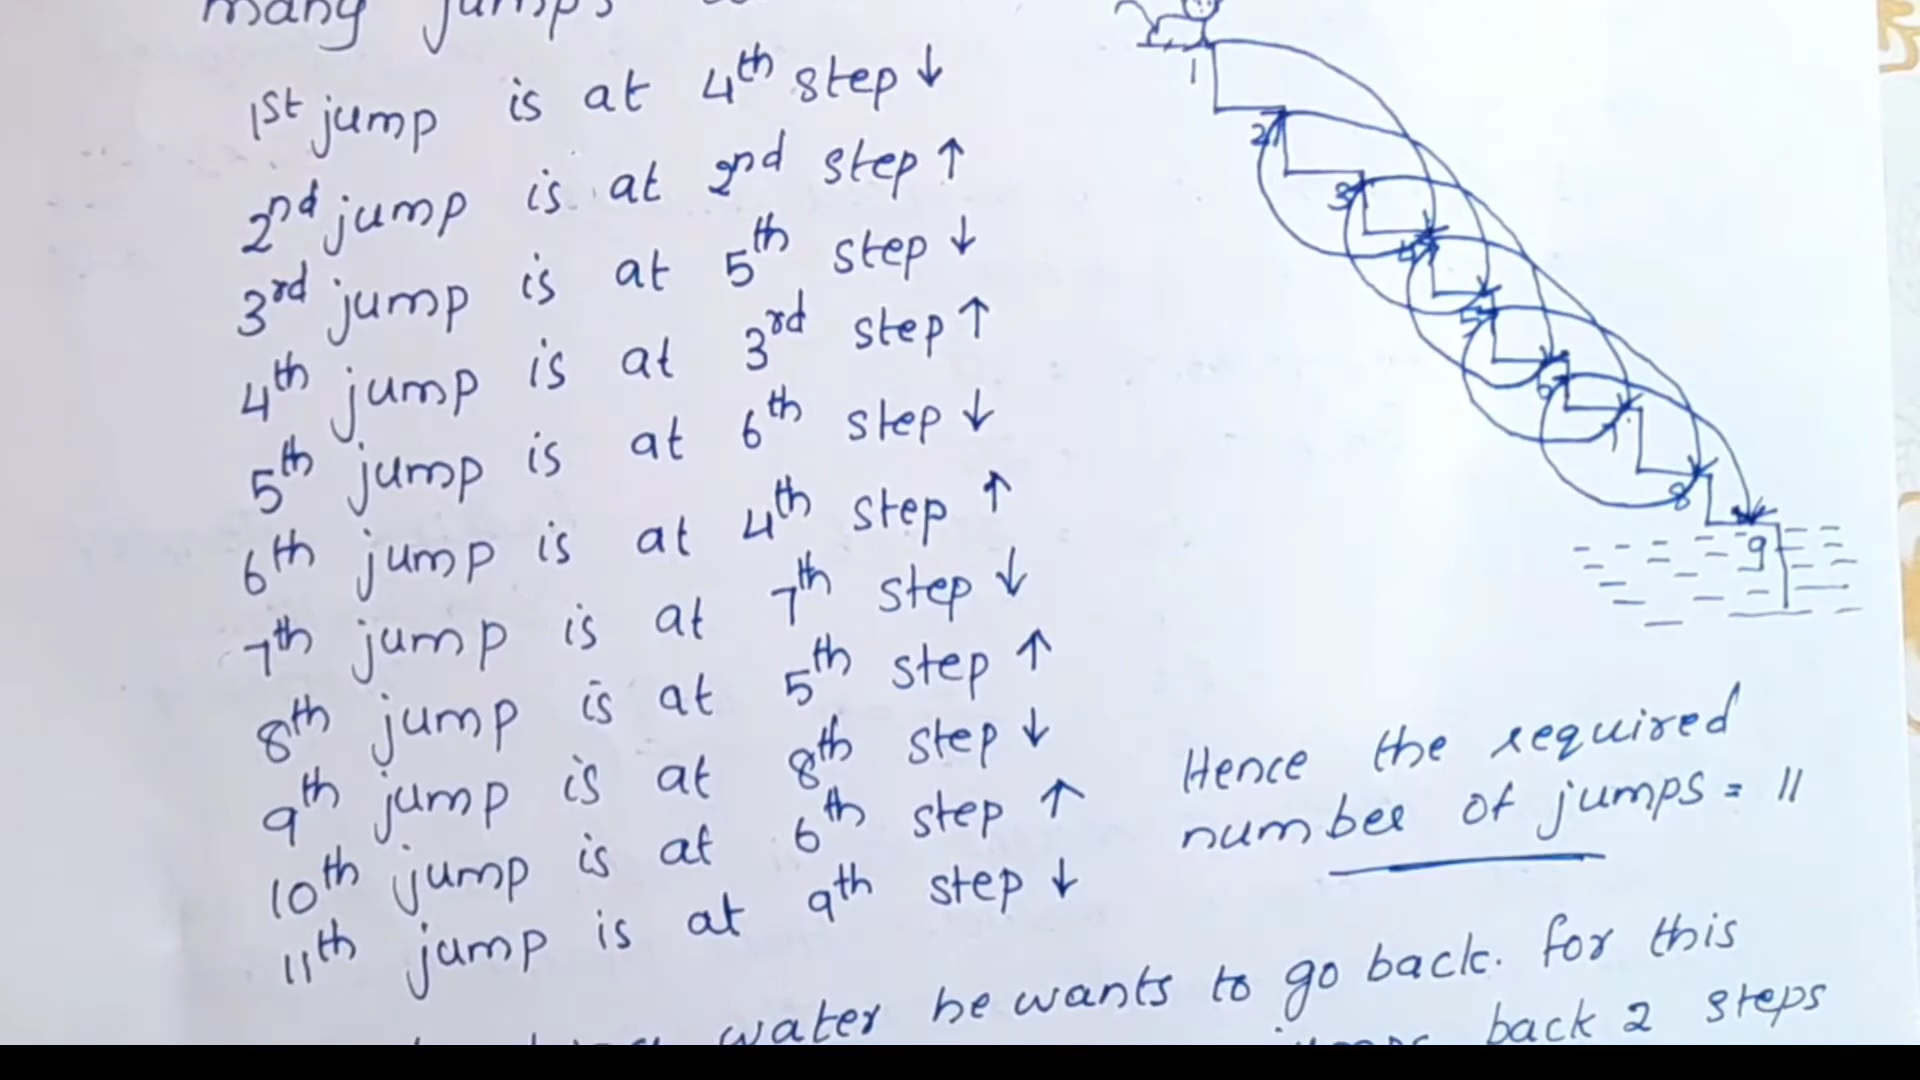 many jumps
1st jump is at 4th step ↓
2nd jump is at 2nd step ↑
3rd jump is at 5th step ↓
4th jump is at 3rd step ↑
5th jump is at 6th step ↓
6th jump is at 4th step ↑
7th jump is at 7th step ↓
8th jump is at 5th step ↑
9th jump is at 8th step ↓
10th jump is at 6th step ↑
11th jump is at 9th step ↓
1
2
3
4
5
6
7
8
9
Hence the required
number of jumps = 11
water he wants to go back. for this
back 2 steps